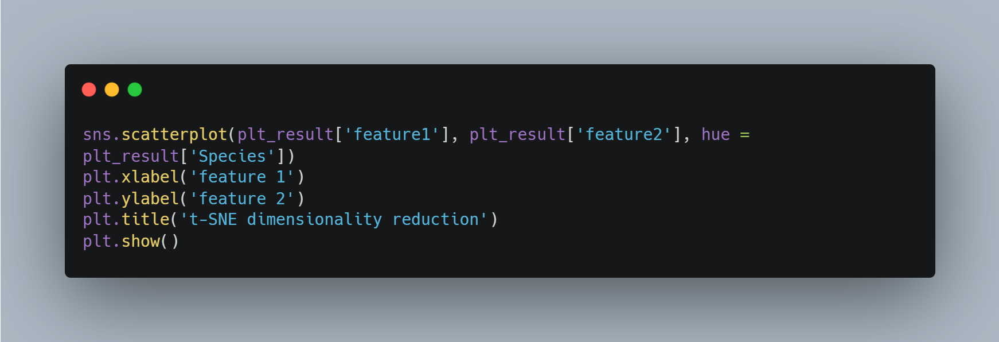 sns.scatterplot(plt_result['feature1'], plt_result['feature2'], hue =
plt_result['Species'])
plt.xlabel('feature 1')
plt.ylabel('feature 2')
plt.title('t-SNE dimensionality reduction')
plt.show()